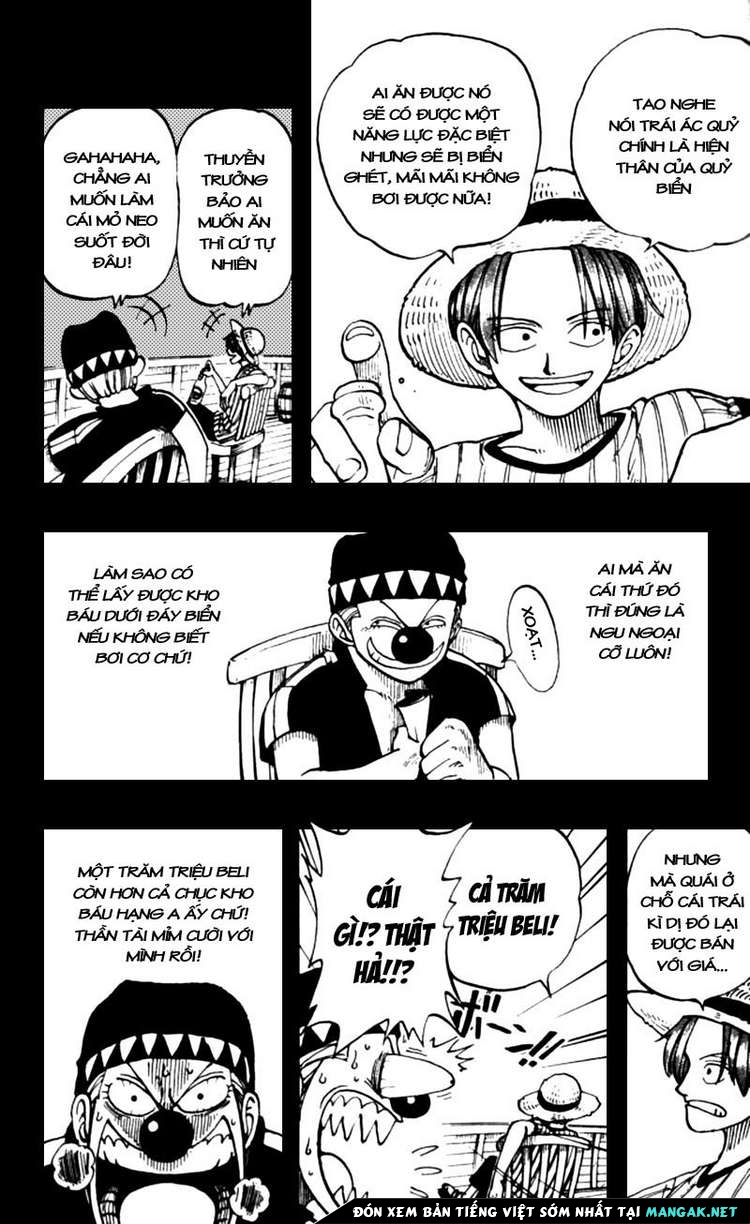 TAO NGHE
NÓI TRÁI ÁC QUỶ
CHÍNH LÀ HIỆN
THÂN CỦA QUỶ
BIỂN
AI ĂN ĐƯỢC NÓ
SẼ CÓ ĐƯỢC MỘT
NĂNG LỰC ĐẶC BIỆT
NHƯNG SẼ BỊ BIỂN
GHÉT, MÃI MÃI KHÔNG
BƠI ĐƯỢC NỮA!
THUYỀN
TRƯỞNG
BẢO AI
MUỐN ĂN
THÌ CỨ TỰ
NHIÊN
GAHAHAHA,
CHẲNG AI
MUỐN LÀM
CÁI MỎ NEO
SUỐT ĐỜI
ĐÂU!
AI MÀ ĂN
CÁI THỨ ĐÓ
THÌ ĐÚNG LÀ
NGU NGOẠI
CỠ LUÔN!
XOẠT...
LÀM SAO CÓ
THỂ LẤY ĐƯỢC KHO
BÁU DƯỚI ĐÁY BIỂN
NẾU KHÔNG BIẾT
BƠI CƠ CHỨ!
NHƯNG
MÀ QUÁI Ở
CHỖ CÁI TRÁI
KÌ DỊ ĐÓ LẠI
ĐƯỢC BÁN
VỚI GIÁ...
CẢ TRĂM
TRIỆU BELI!
CÁI
GÌ!? THẬT
HẢ!!?
MỘT TRĂM TRIỆU BELI
CÒN HƠN CẢ CHỤC KHO
BÁU HẠNG A ẤY CHỨ!
THẦN TÀI MỈM CƯỜI VỚI
MÌNH RỒI!
ĐÓN XEM BẢN TIẾNG VIỆT SỚM NHẤT TẠI MANGAK.NET